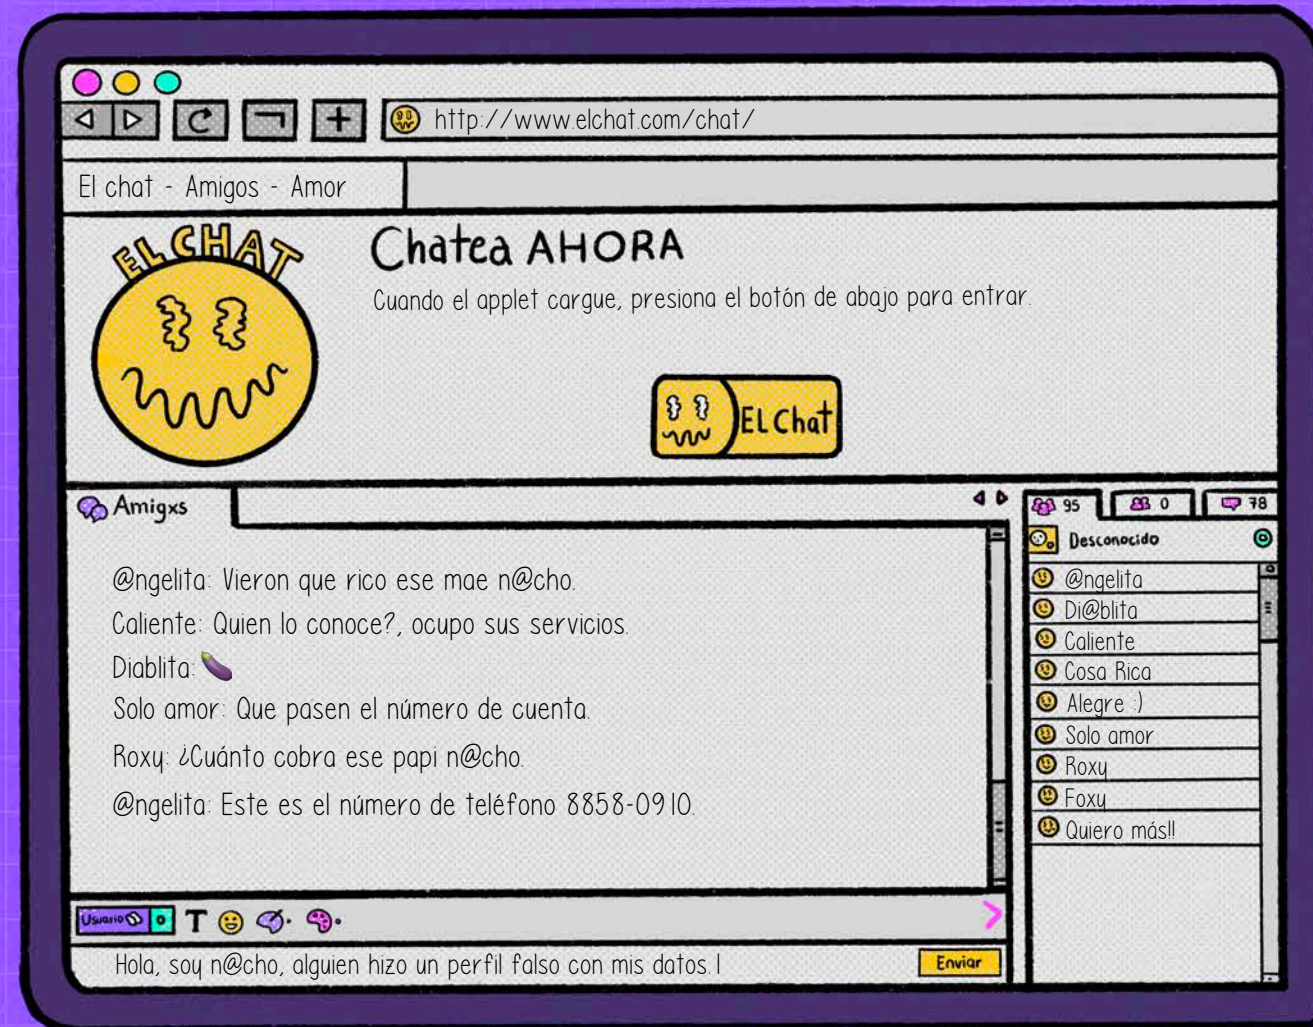 http://www.elchat.com/chat/
El chat - Amigos - Amor
EL CHAT
Chatea AHORA
Cuando el applet cargue, presiona el botón de abajo para entrar.
EL Chat
Amigxs
95
0
78
Desconocido
@ngelita: Vieron que rico ese mae n@cho.
Caliente: Quien lo conoce?, ocupo sus servicios.
Diablita: 🍆
Solo amor: Que pasen el número de cuenta.
Roxy: ¿Cuánto cobra ese papi n@cho.
@ngelita: Este es el número de teléfono 8858-0910.
@ngelita
Di@blita
Caliente
Cosa Rica
Alegre :)
Solo amor
Roxy
Foxy
Quiero más!!
Usuario
T
Hola, soy n@cho, alguien hizo un perfil falso con mis datos.|
Enviar